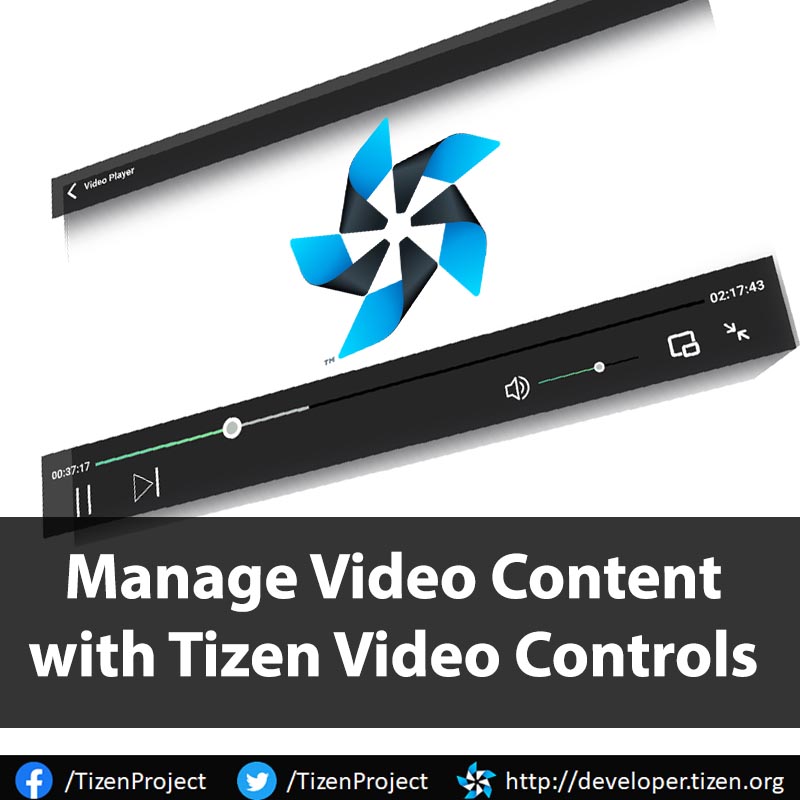 Video Player
TM
02:17:43
00:37:17
Manage Video Content
with Tizen Video Controls
/TizenProject /TizenProject http://developer.tizen.org